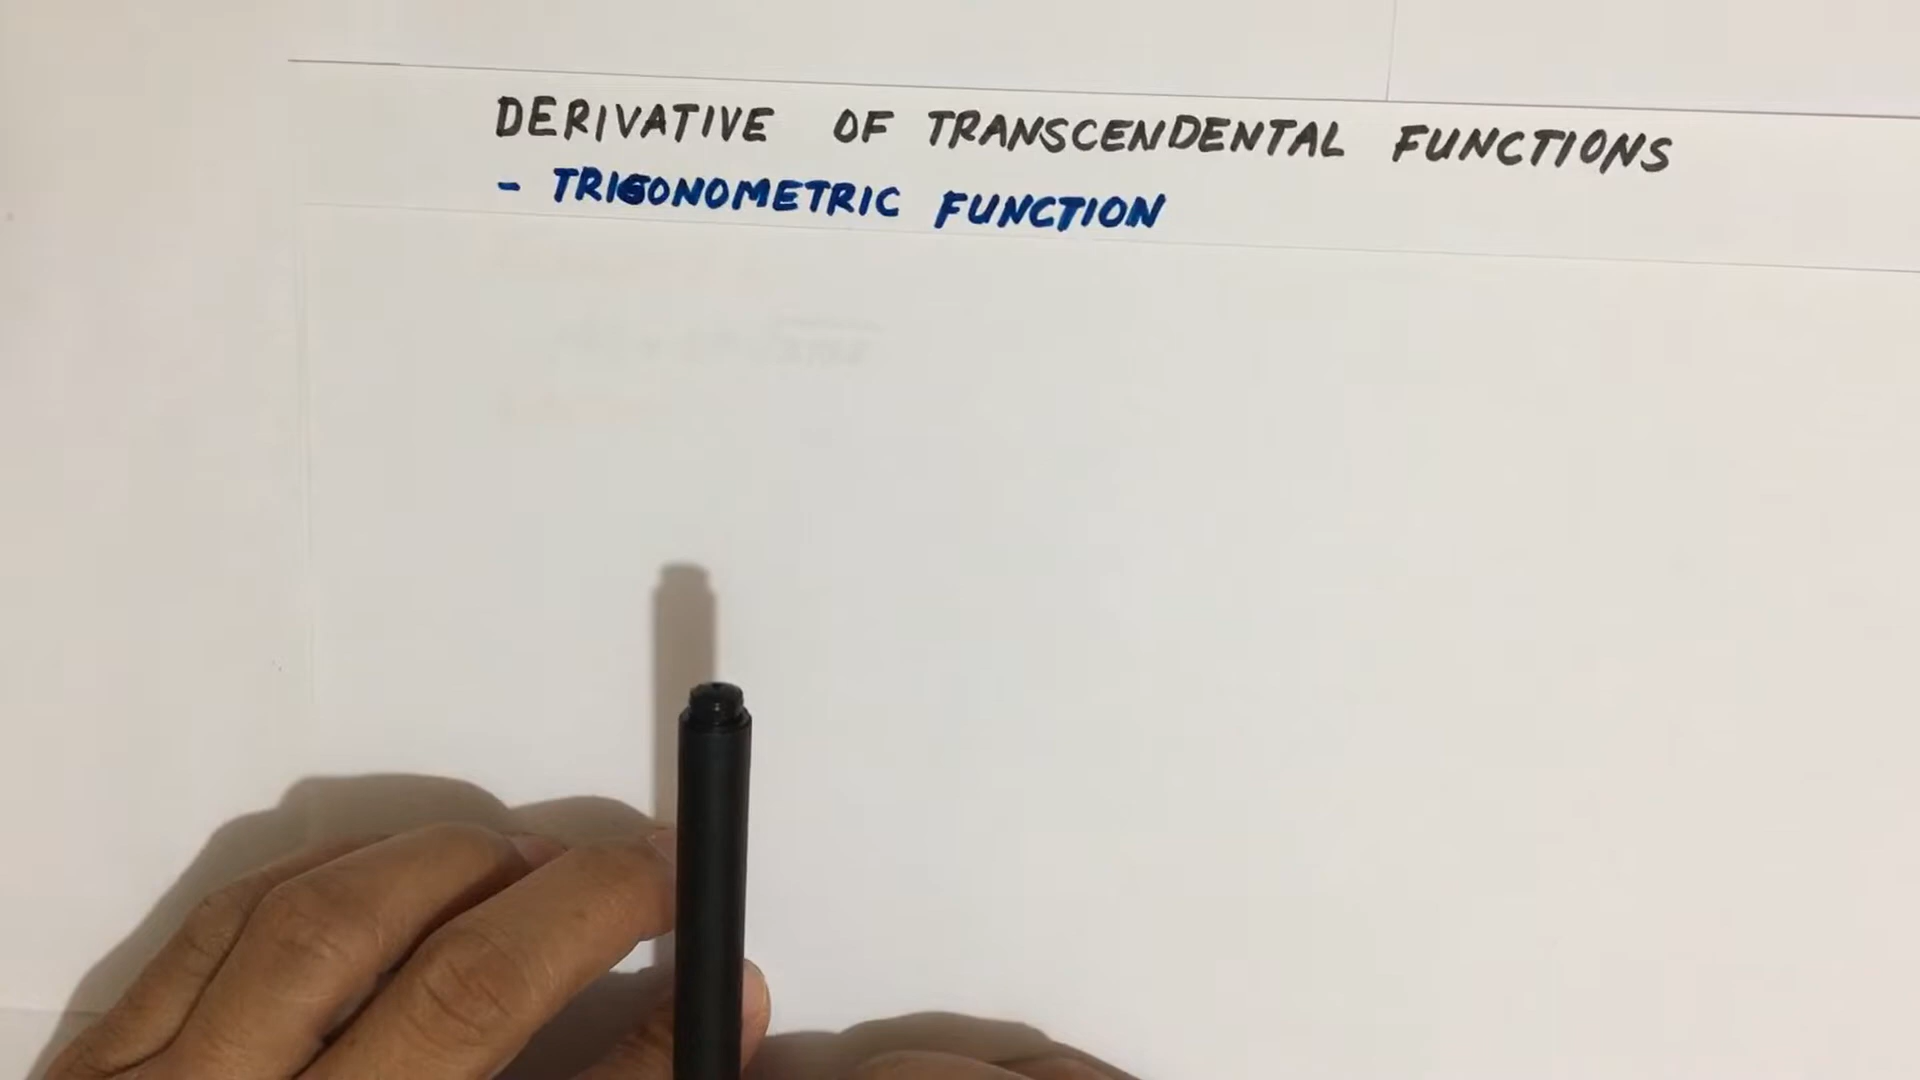 DERIVATIVE OF TRANSCENDENTAL FUNCTIONS
- TRIGONOMETRIC FUNCTION